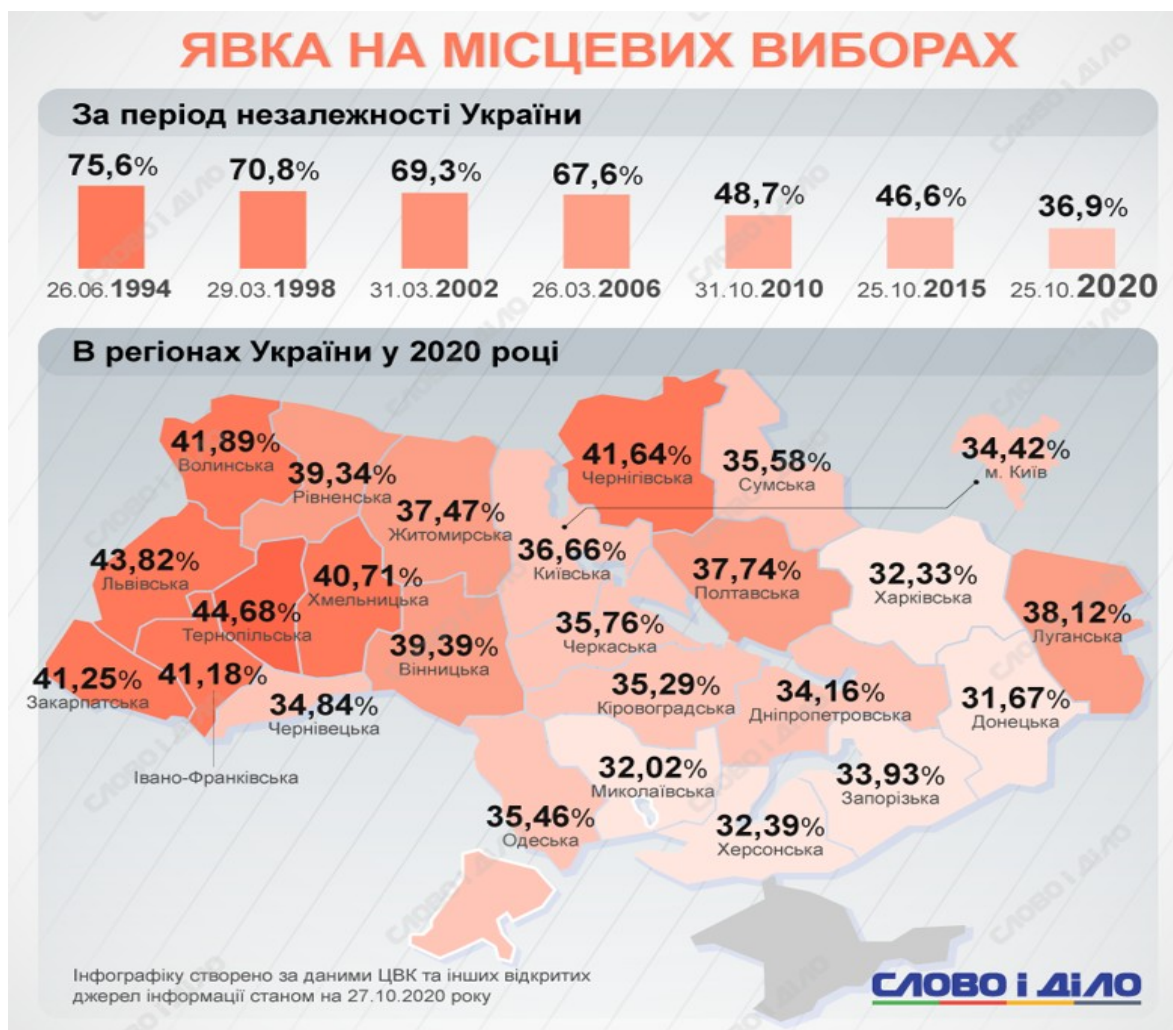 ЯВКА НА МІСЦЕВИХ ВИБОРАХ
За період незалежності України
75,6% 70,8% 69,3% 67,6% 48,7% 46,6% 36,9%
26.06.1994 29.03.1998 31.03.2002 26.03.2006 31.10.2010 25.10.2015 25.10.2020
В регіонах України у 2020 році
41,89%
Волинська
39,34%
Рівненська
37,47%
Житомирська
41,64%
Чернігівська
35,58%
Сумська
34,42%
м. Київ
43,82%
Львівська
44,68%
Тернопільська
40,71%
Хмельницька
36,66%
Київська
37,74%
Полтавська
32,33%
Харківська
38,12%
Луганська
41,25%
Закарпатська
41,18%
Івано-Франківська
34,84%
Чернівецька
39,39%
Вінницька
35,76%
Черкаська
35,29%
Кіровоградська
34,16%
Дніпропетровська
31,67%
Донецька
35,46%
Одеська
32,02%
Миколаївська
32,39%
Херсонська
33,93%
Запорізька
Інфографіку створено за даними ЦВК та інших відкритих
джерел інформації станом на 27.10.2020 року
СЛОВО і ДІЛО